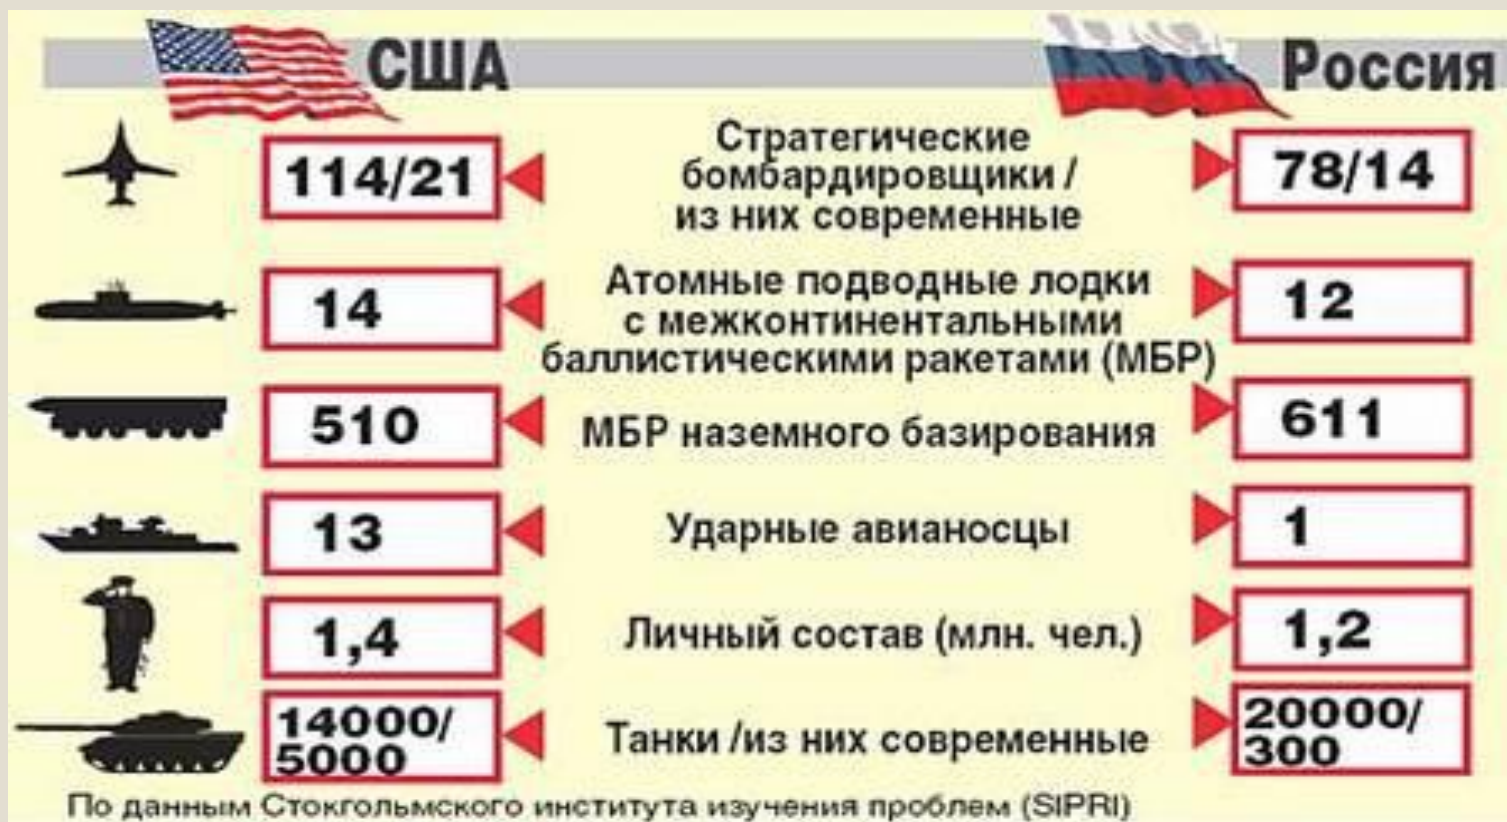 США Россия
114/21 Стратегические бомбардировщики / из них современные 78/14
14 Атомные подводные лодки с межконтинентальными баллистическими ракетами (МБР) 12
510 МБР наземного базирования 611
13 Ударные авианосцы 1
1,4 Личный состав (млн. чел.) 1,2
14000/5000 Танки /из них современные 20000/300
По данным Стокгольмского института изучения проблем (SIPRI)